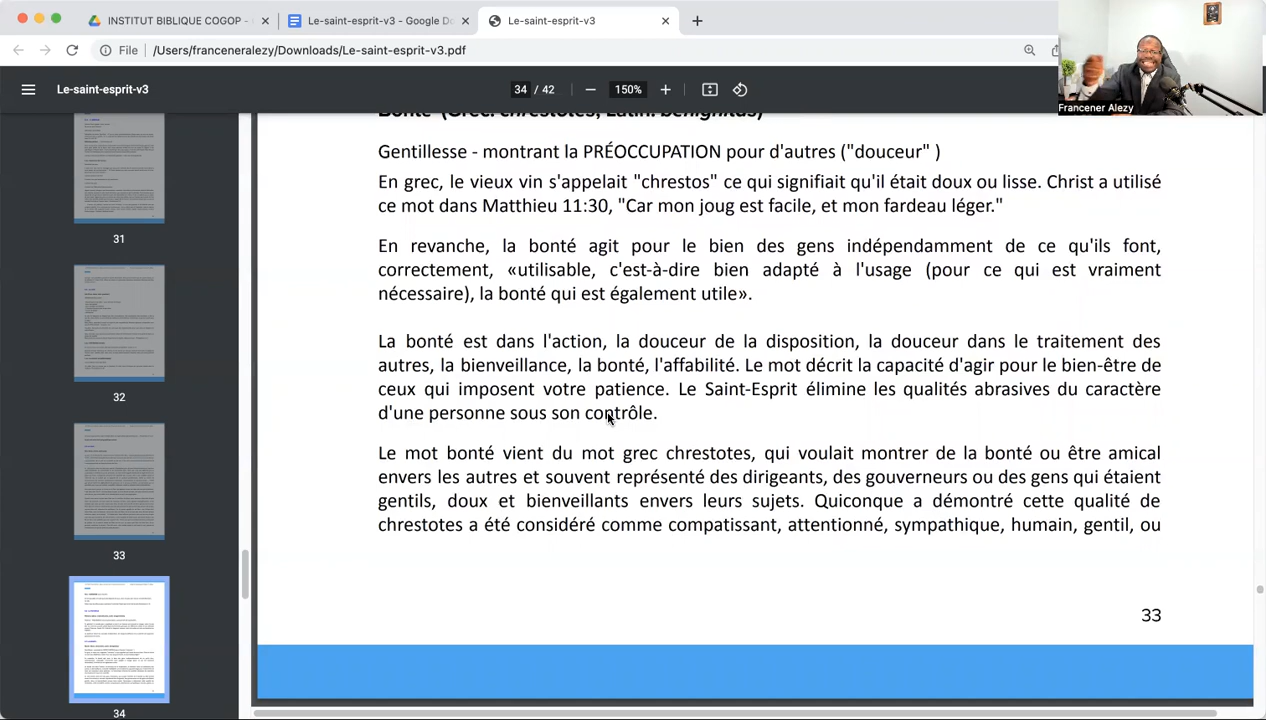 INSTITUT BIBLIQUE COGOP -
Le-saint-esprit-v3 - Google Do
Le-saint-esprit-v3
File
/Users/franceneralezy/Downloads/Le-saint-esprit-v3.pdf
Le-saint-esprit-v3
34 / 42
150%
Francener Alezy
Bonté (Grec. chrestotes, Latin. benignitas)
Gentillesse - montrant la PRÉOCCUPATION pour d'autres ("douceur" )
En grec, le vieux vin s'appelait "chrestos" ce qui signifiait qu'il était doux ou lisse. Christ a utilisé
ce mot dans Matthieu 11:30, "Car mon joug est facile, et mon fardeau léger."
En revanche, la bonté agit pour le bien des gens indépendamment de ce qu'ils font,
correctement, «utilisable, c'est-à-dire bien adapté à l'usage (pour ce qui est vraiment
nécessaire), la bonté qui est également utile».
La bonté est dans l'action, la douceur de la disposition, la douceur dans le traitement des
autres, la bienveillance, la bonté, l'affabilité. Le mot décrit la capacité d'agir pour le bien-être de
ceux qui imposent votre patience. Le Saint-Esprit élimine les qualités abrasives du caractère
d'une personne sous son contrôle.
Le mot bonté vient du mot grec chrestotes, qui voulait montrer de la bonté ou être amical
envers les autres et souvent représenté des dirigeants, des gouverneurs ou des gens qui étaient
gentils, doux et bienveillants envers leurs sujets. Quiconque a démontré cette qualité de
chrestotes a été considéré comme compatissant, attentionné, sympathique, humain, gentil, ou
33
31
32
33
34